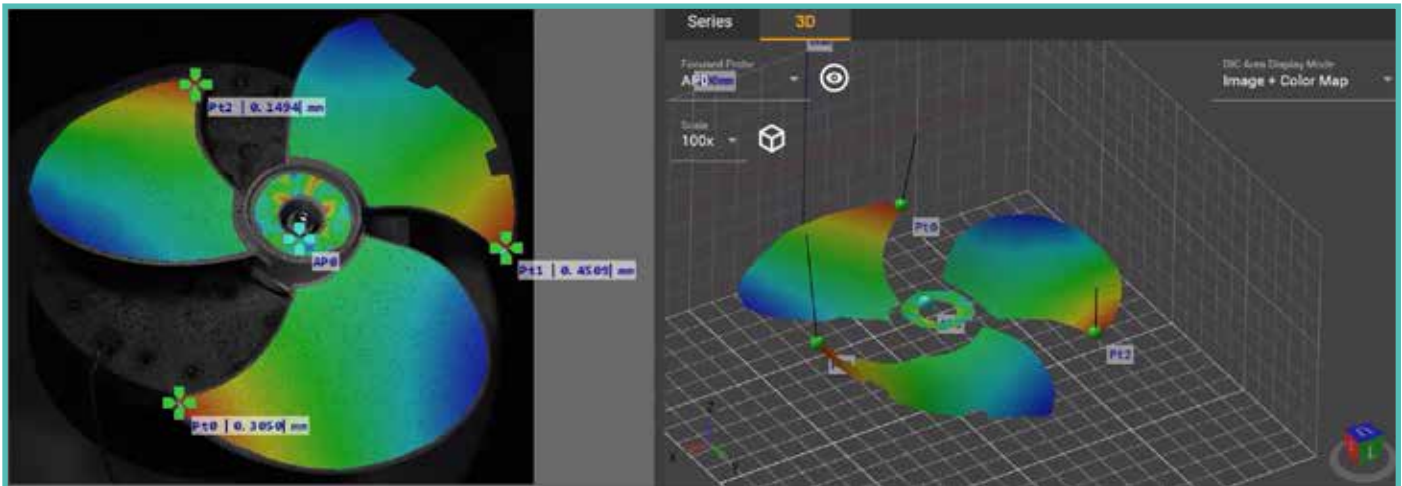 Pt2 | 0.1494 mm
AP0
Pt1 | 0.4509 mm
Pt0 | 0.3050 mm
Series 3D
Focused Probe
AP0
DIC Area Display Mode
Image + Color Map
Scale
100x
Pt0
Pt2
X
Y
Z